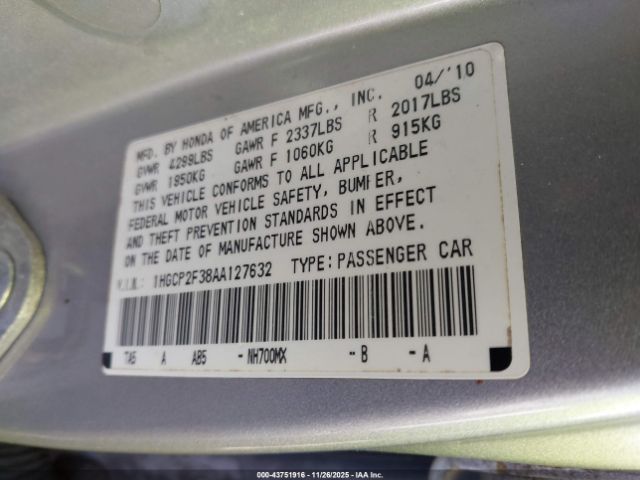 MFD. BY HONDA OF AMERICA MFG., INC. 04/'10
GVWR 4299LBS GAWR F 2337LBS R 2017LBS
GVWR 1950KG GAWR F 1060KG R 915KG
THIS VEHICLE CONFORMS TO ALL APPLICABLE
FEDERAL MOTOR VEHICLE SAFETY, BUMPER,
AND THEFT PREVENTION STANDARDS IN EFFECT
ON THE DATE OF MANUFACTURE SHOWN ABOVE.
V.I.N.: 1HGCP2F38AA127632 TYPE:PASSENGER CAR
TA5 A AB5 -NH700MX -B -A
000-43751916 - 11/26/2025 - IAA Inc.